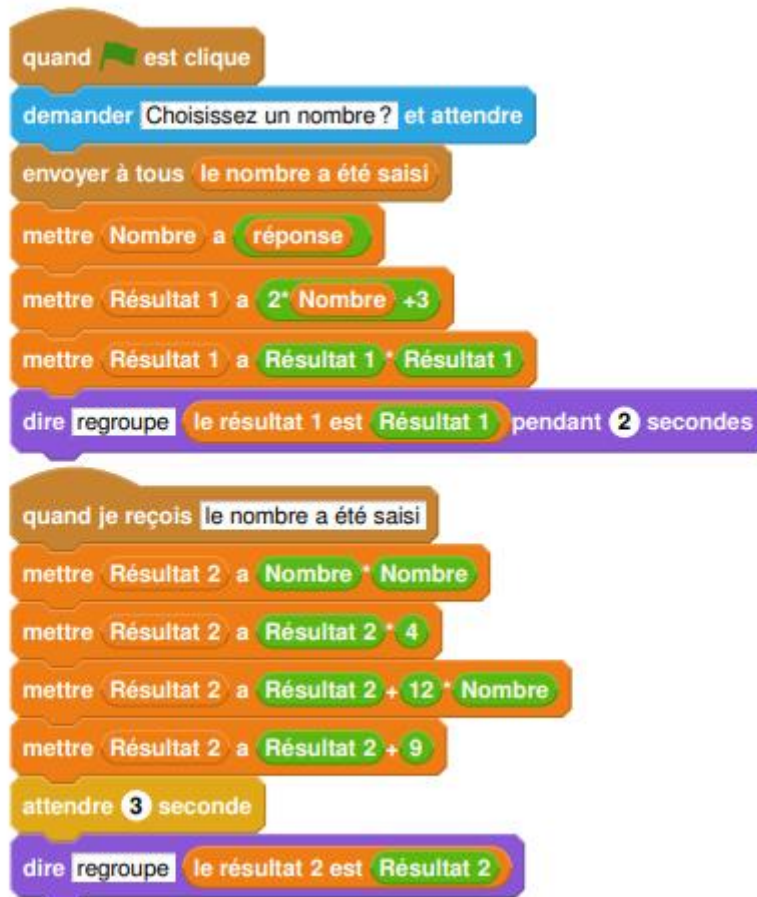 quand est clique
demander Choisissez un nombre ? et attendre
envoyer à tous le nombre a été saisi
mettre Nombre a réponse
mettre Résultat 1 a 2* Nombre +3
mettre Résultat 1 a Résultat 1 * Résultat 1
dire regroupe le résultat 1 est Résultat 1 pendant 2 secondes
quand je reçois le nombre a été saisi
mettre Résultat 2 a Nombre * Nombre
mettre Résultat 2 a Résultat 2 * 4
mettre Résultat 2 a Résultat 2 + 12 * Nombre
mettre Résultat 2 a Résultat 2 + 9
attendre 3 seconde
dire regroupe le résultat 2 est Résultat 2